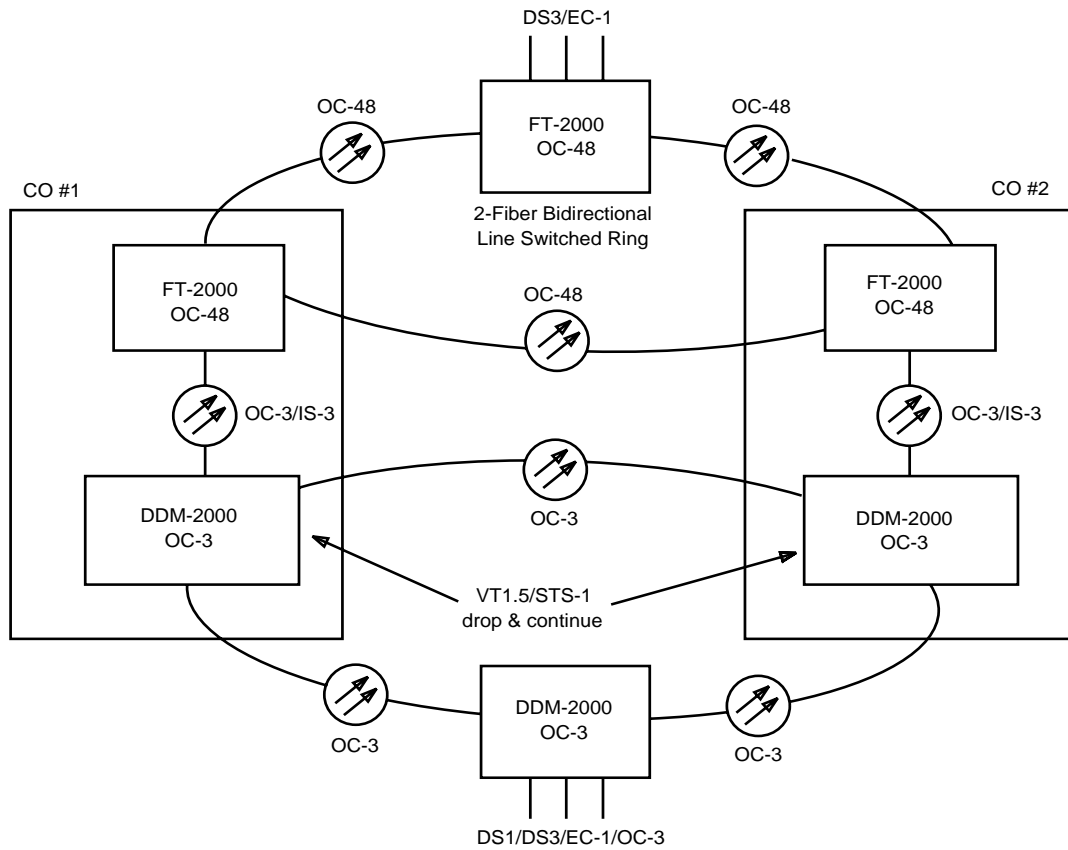 DS3/EC-1
OC-48
OC-48
FT-2000
OC-48
CO #1
CO #2
2-Fiber Bidirectional
Line Switched Ring
FT-2000
OC-48
OC-48
FT-2000
OC-48
OC-3/IS-3
OC-3/IS-3
DDM-2000
OC-3
OC-3
DDM-2000
OC-3
VT1.5/STS-1
drop & continue
DDM-2000
OC-3
OC-3
OC-3
DS1/DS3/EC-1/OC-3